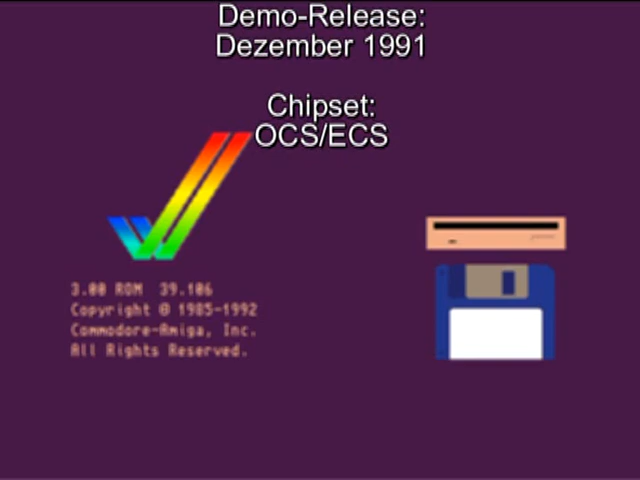 Demo-Release:
Dezember 1991
Chipset:
OCS/ECS
3.00 ROM 39.106
Copyright © 1985-1992
Commodore-Amiga, Inc.
All Rights Reserved.